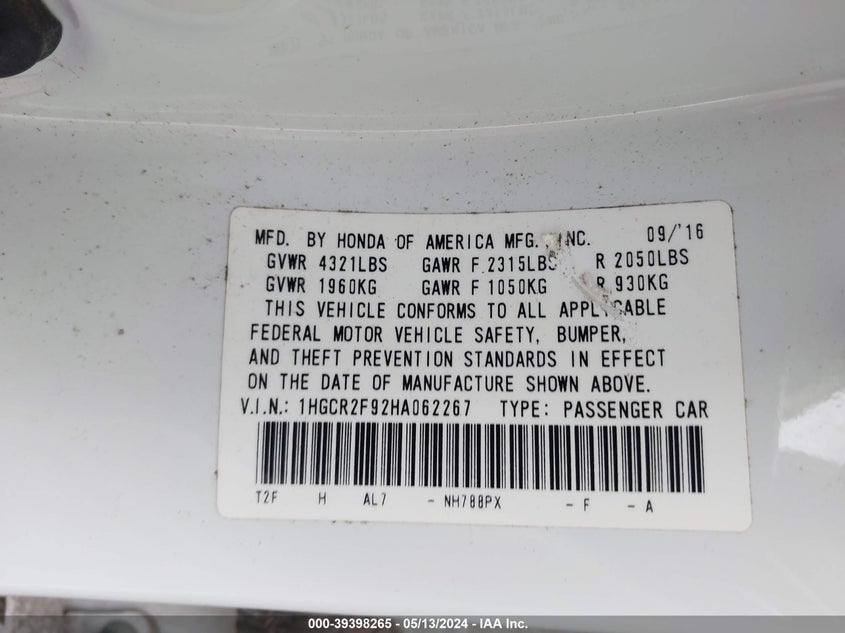 MFD. BY HONDA OF AMERICA MFG., INC. 09/'16
GVWR 4321LBS GAWR F 2315LBS R 2050LBS
GVWR 1960KG GAWR F 1050KG R 930KG
THIS VEHICLE CONFORMS TO ALL APPLICABLE
FEDERAL MOTOR VEHICLE SAFETY, BUMPER,
AND THEFT PREVENTION STANDARDS IN EFFECT
ON THE DATE OF MANUFACTURE SHOWN ABOVE.
V.I.N.: 1HGCR2F92HA062267 TYPE: PASSENGER CAR
T2F H AL7 - NH788PX - F - A
000-39398265 - 05/13/2024 - IAA Inc.